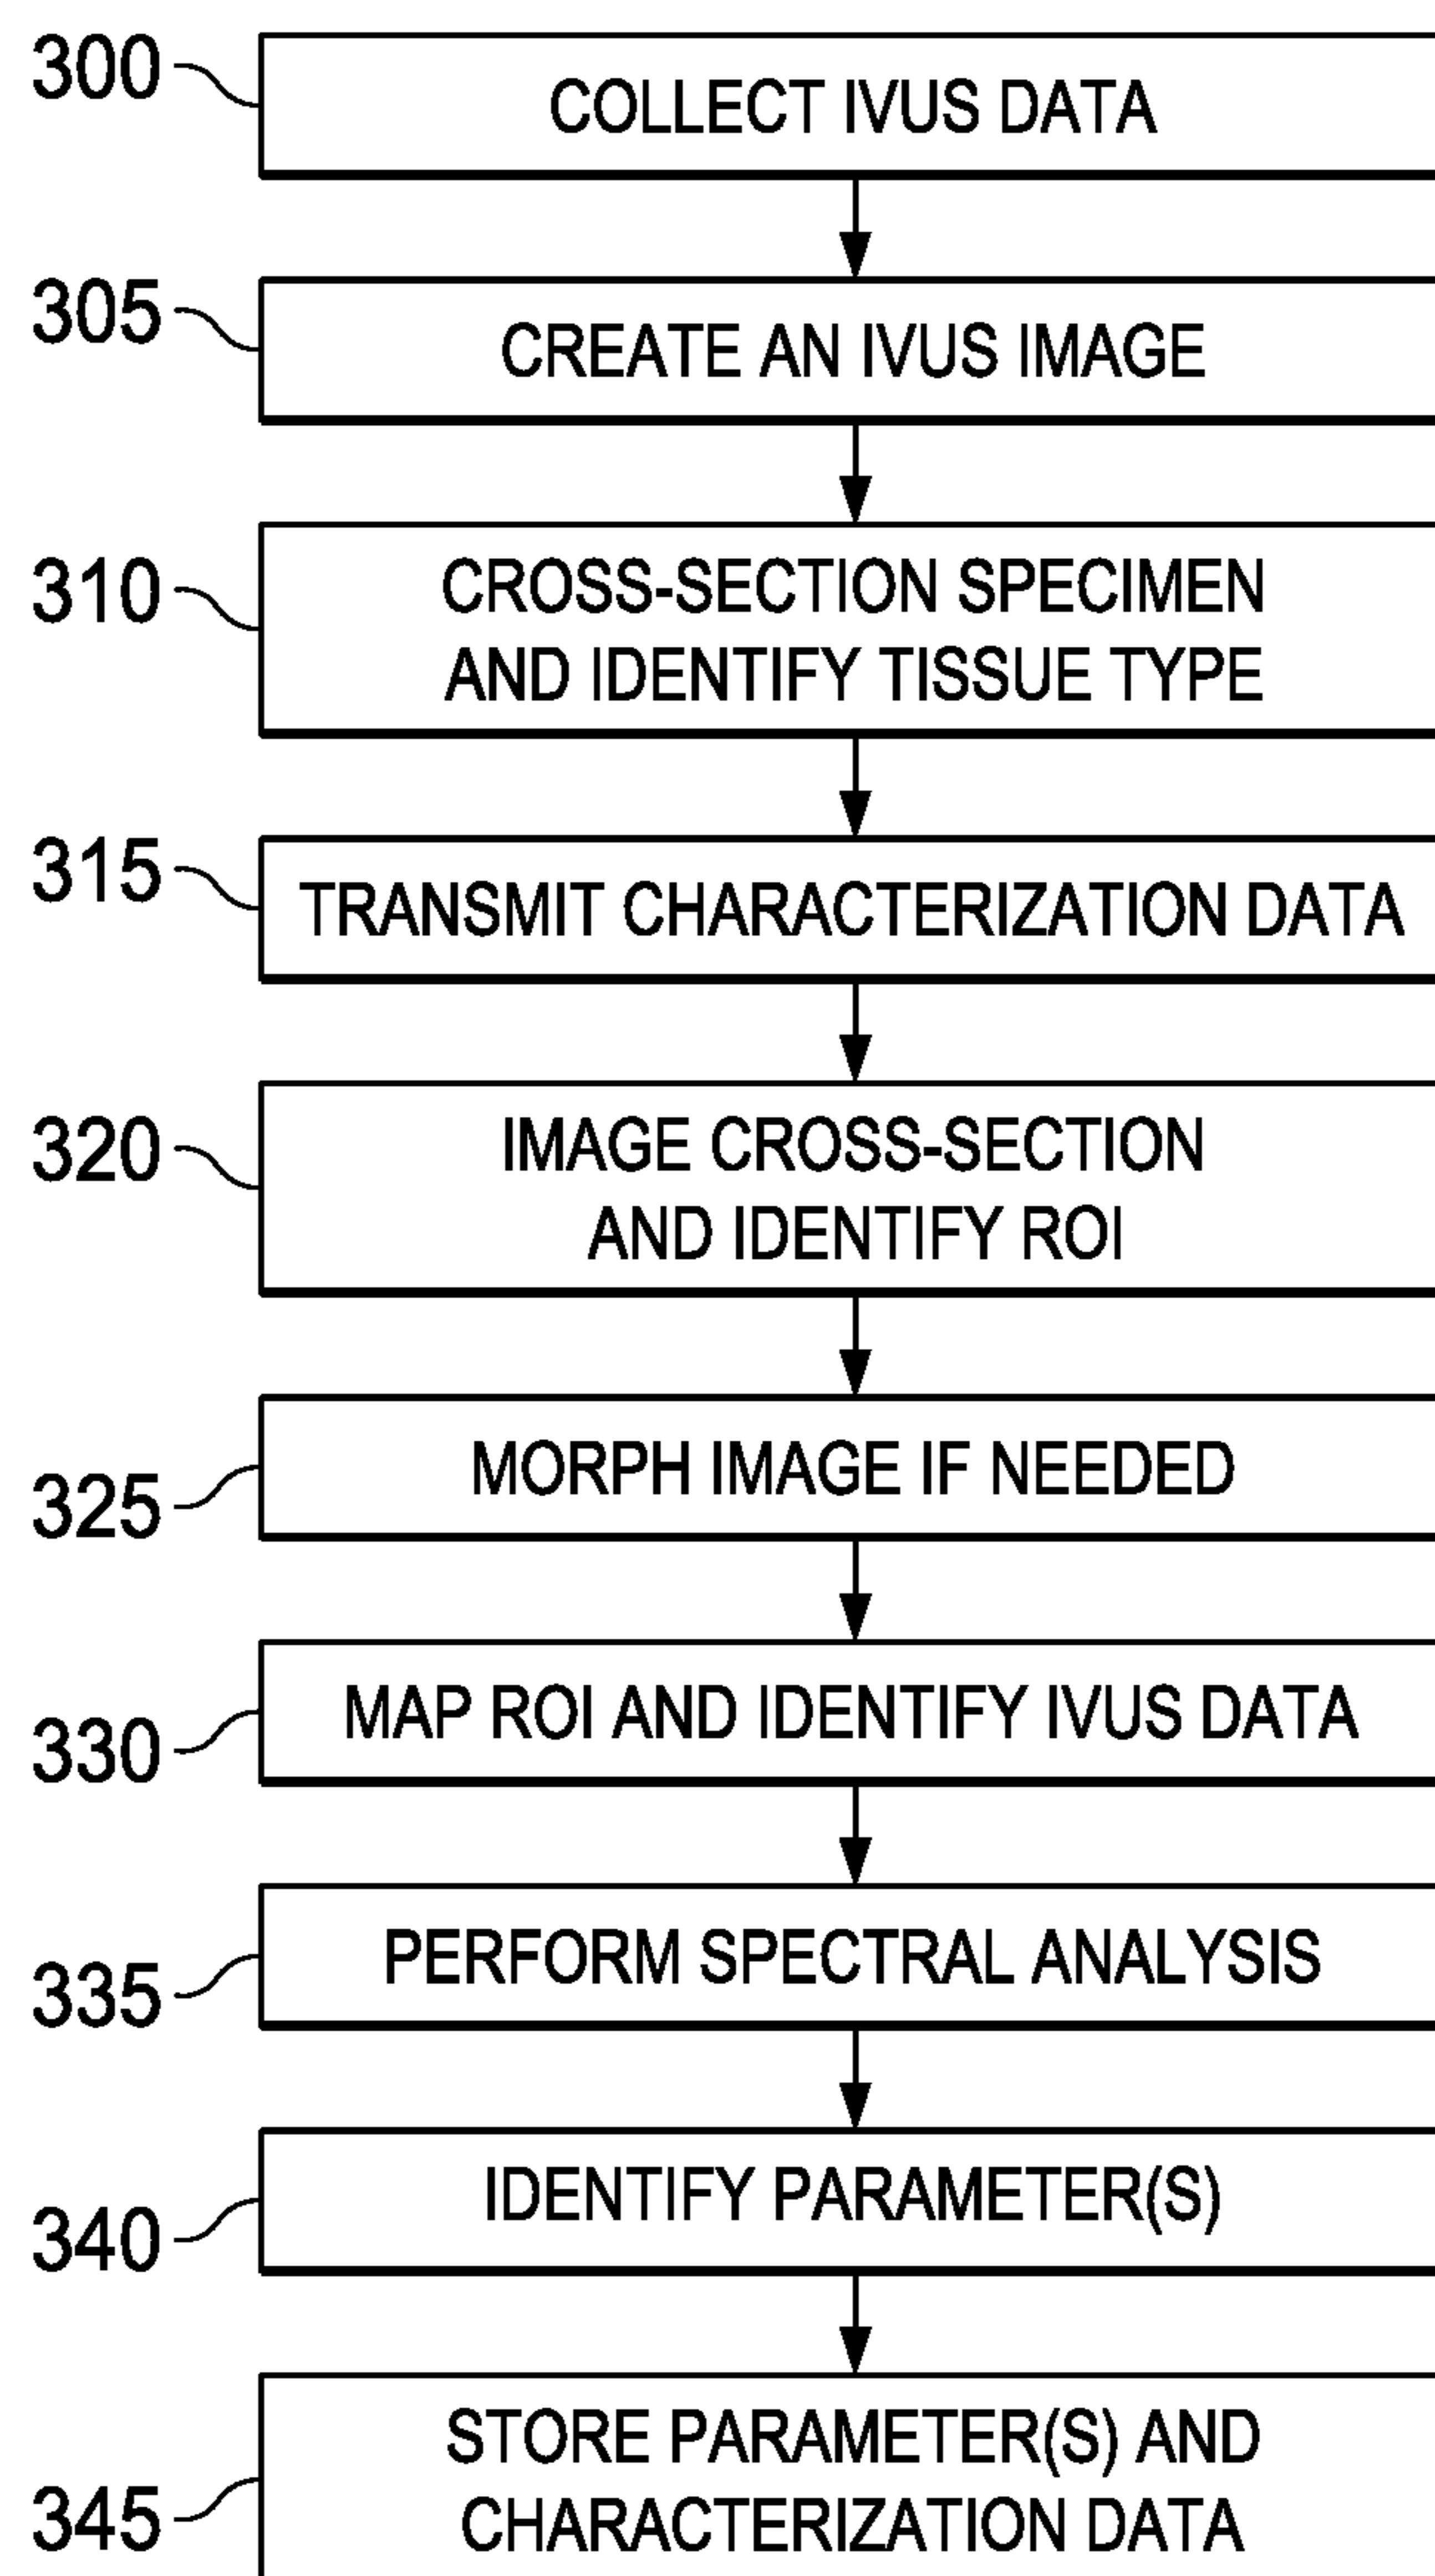 300
COLLECT IVUS DATA
305
CREATE AN IVUS IMAGE
310
CROSS-SECTION SPECIMEN
AND IDENTIFY TISSUE TYPE
315
TRANSMIT CHARACTERIZATION DATA
320
IMAGE CROSS-SECTION
AND IDENTIFY ROI
325
MORPH IMAGE IF NEEDED
330
MAP ROI AND IDENTIFY IVUS DATA
335
PERFORM SPECTRAL ANALYSIS
340
IDENTIFY PARAMETER(S)
345
STORE PARAMETER(S) AND
CHARACTERIZATION DATA